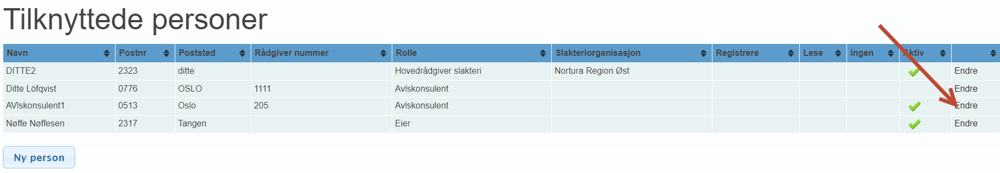 Tilknyttede personer
Navn Postnr Poststed Rådgiver nummer Rolle Slakteriorganisasjon Registrere Lese Ingen Aktiv
DITTE2 2323 ditte Hovedrådgiver slakteri Nortura Region Øst Endre
Ditte Löfqvist 0776 OSLO 1111 Avlskonsulent Endre
AVlskonsulent1 0513 Oslo 205 Avlskonsulent Endre
Nøffe Nøffesen 2317 Tangen Eier Endre
Ny person